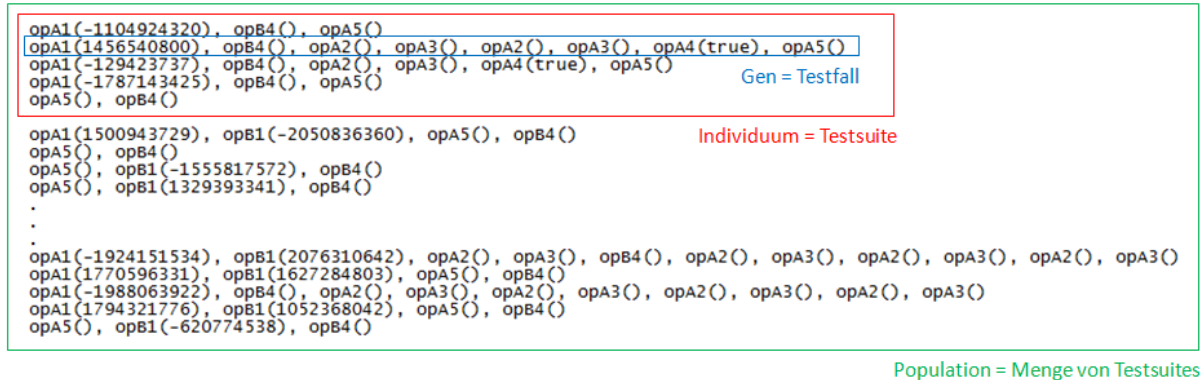 opA1(-1104924320), opB4(), opA5()
opA1(1456540800), opB4(), opA2(), opA3(), opA2(), opA3(), opA4(true), opA5()
opA1(-129423737), opB4(), opA2(), opA3(), opA4(true), opA5()
opA1(-1787143425), opB4(), opA5()
Gen = Testfall
opA5(), opB4()
opA1(1500943729), opB1(-2050836360), opA5(), opB4()
Individuum = Testsuite
opA5(), opB4()
opA5(), opB1(-1555817572), opB4()
opA5(), opB1(1329393341), opB4()
.
.
.
opA1(-1924151534), opB1(2076310642), opA2(), opA3(), opB4(), opA2(), opA3(), opA2(), opA3(), opA2(), opA3()
opA1(1770596331), opB1(1627284803), opA5(), opB4()
opA1(-1988063922), opB4(), opA2(), opA3(), opA2(), opA3(), opA2(), opA3(), opA2(), opA3()
opA1(1794321776), opB1(1052368042), opA5(), opB4()
opA5(), opB1(-620774538), opB4()
Population = Menge von Testsuites